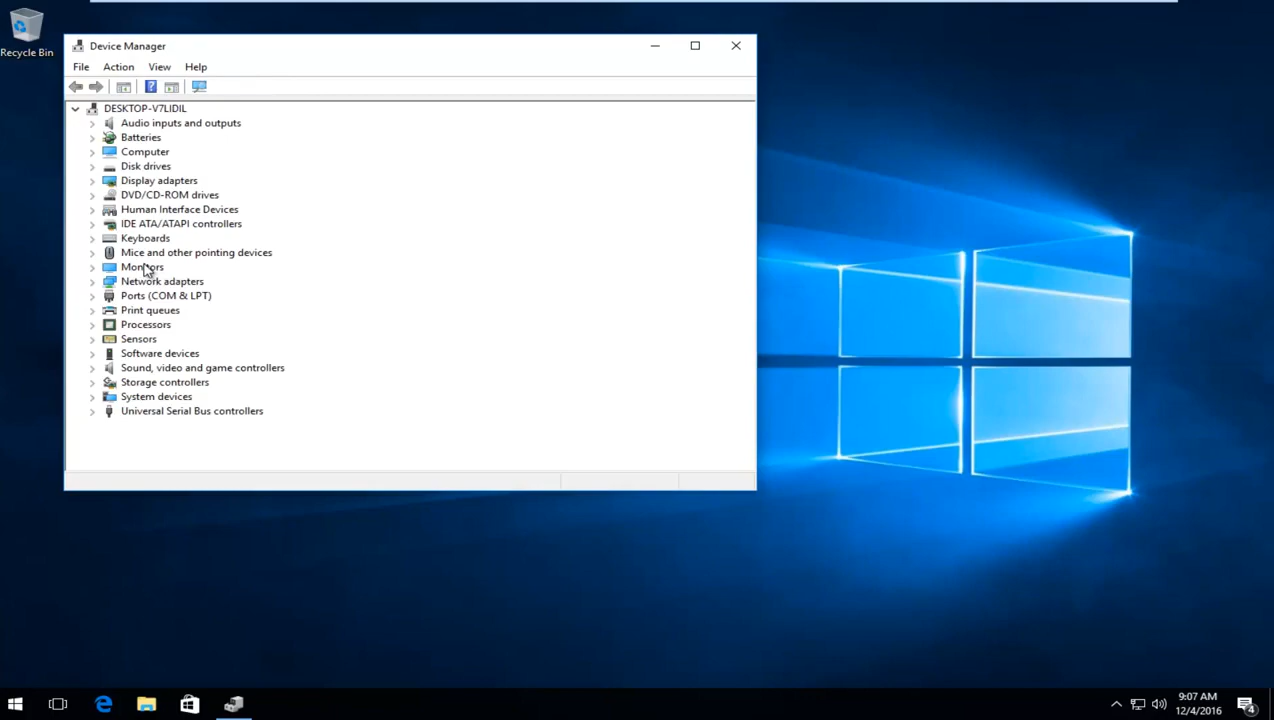 Recycle Bin
Device Manager
File Action View Help
DESKTOP-V7LIDIL
Audio inputs and outputs
Batteries
Computer
Disk drives
Display adapters
DVD/CD-ROM drives
Human Interface Devices
IDE ATA/ATAPI controllers
Keyboards
Mice and other pointing devices
Monitors
Network adapters
Ports (COM & LPT)
Print queues
Processors
Sensors
Software devices
Sound, video and game controllers
Storage controllers
System devices
Universal Serial Bus controllers
9:07 AM
12/4/2016
4